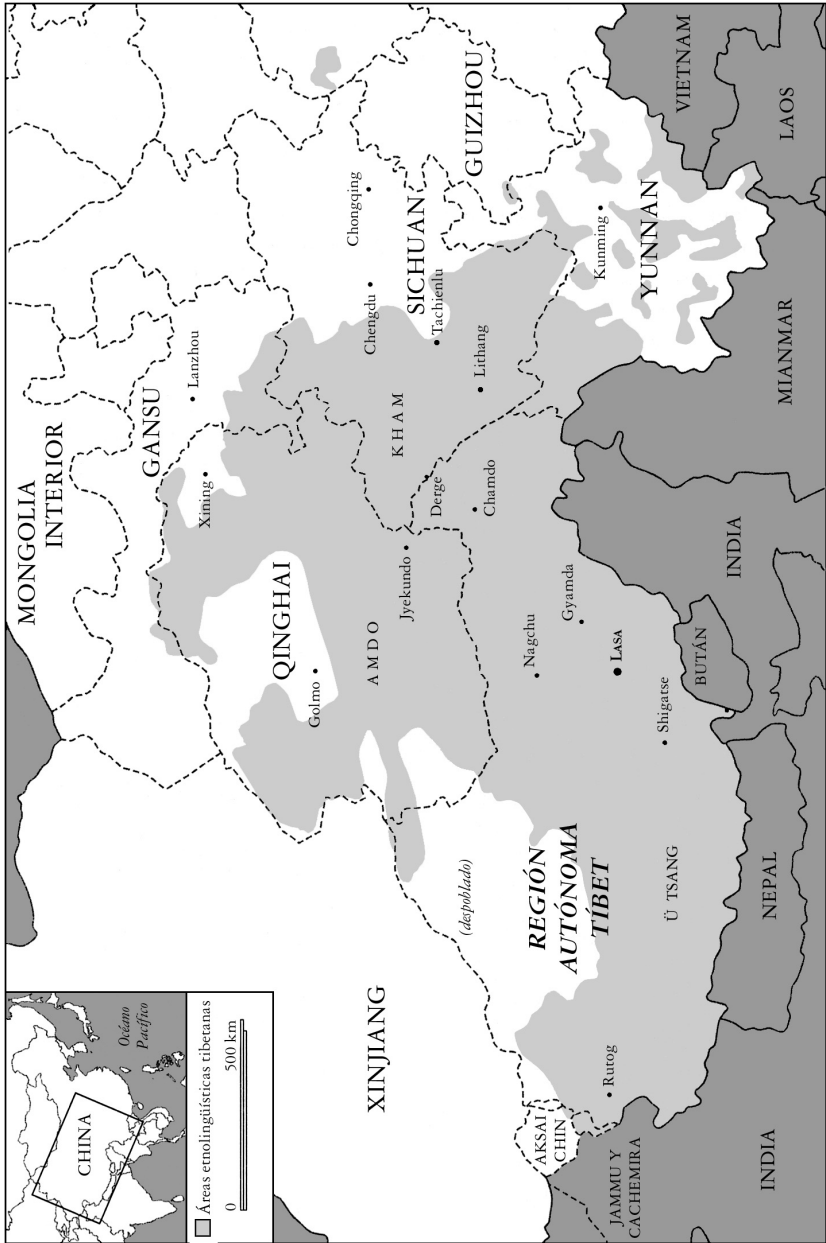 CHINA
Océano
Pacífico
Áreas etnolingüísticas tibetanas
0
500 km
MONGOLIA
INTERIOR
GANSU
Lanzhou
Xining
XINJIANG
QINGHAI
Golmo
AMDO
Jyekundo
KHAM
Derge
Chamdo
Chengdu
Chongqing
SICHUAN
Tachienlu
Lithang
GUIZHOU
Kunming
YUNNAN
(despoblado)
REGIÓN
AUTÓNOMA
TÍBET
Nagchu
Gyamda
LASA
Shigatse
Ü TSANG
Rutog
AKSAI
CHIN
JAMMU Y
CACHEMIRA
INDIA
NEPAL
BUTÁN
INDIA
MIANMAR
LAOS
VIETNAM